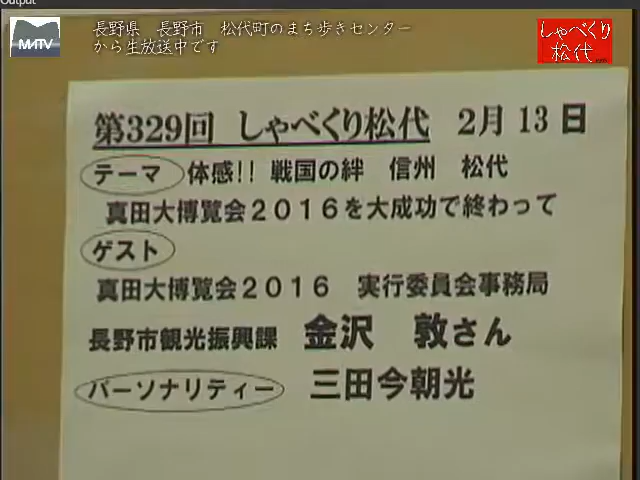 Output
MATV
長野県　長野市　松代町のまち歩きセンター
から生放送中です
しゃべくり
松代
第329回　しゃべくり松代　2月 13 日
テーマ　体感!!　戦国の絆　信州　松代
真田大博覧会２０１６を大成功で終わって
ゲスト
真田大博覧会２０１６　実行委員会事務局
長野市観光振興課　金沢　敦さん
パーソナリティー　三田今朝光